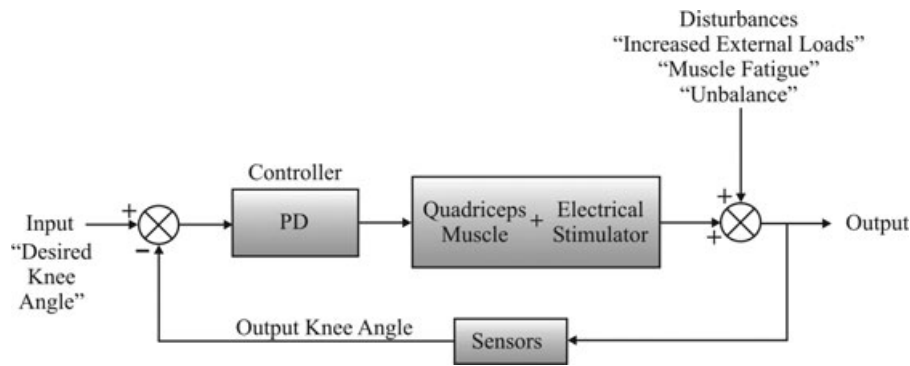 Disturbances
“Increased External Loads”
“Muscle Fatigue”
“Unbalance”
Controller
+
+
Input
+
PD
Quadriceps + Electrical
Muscle Stimulator
Output
“Desired
Knee
Angle”
−
Output Knee Angle
Sensors